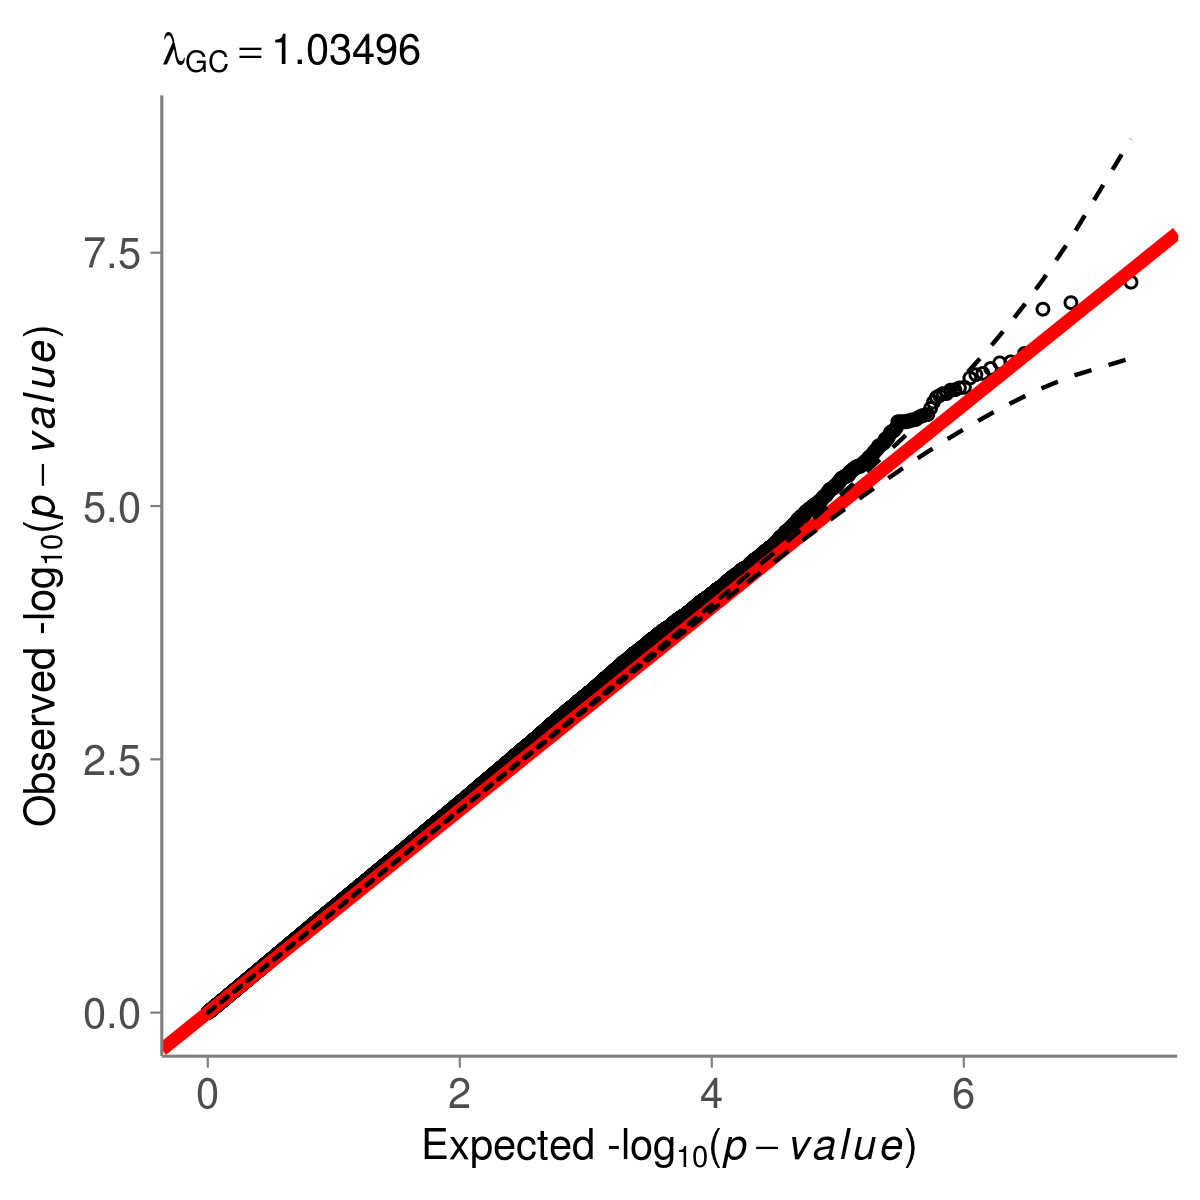 λGC = 1.03496
7.5
5.0
2.5
0.0
Observed -log10(p − value)
0 2 4 6
Expected -log10(p − value)